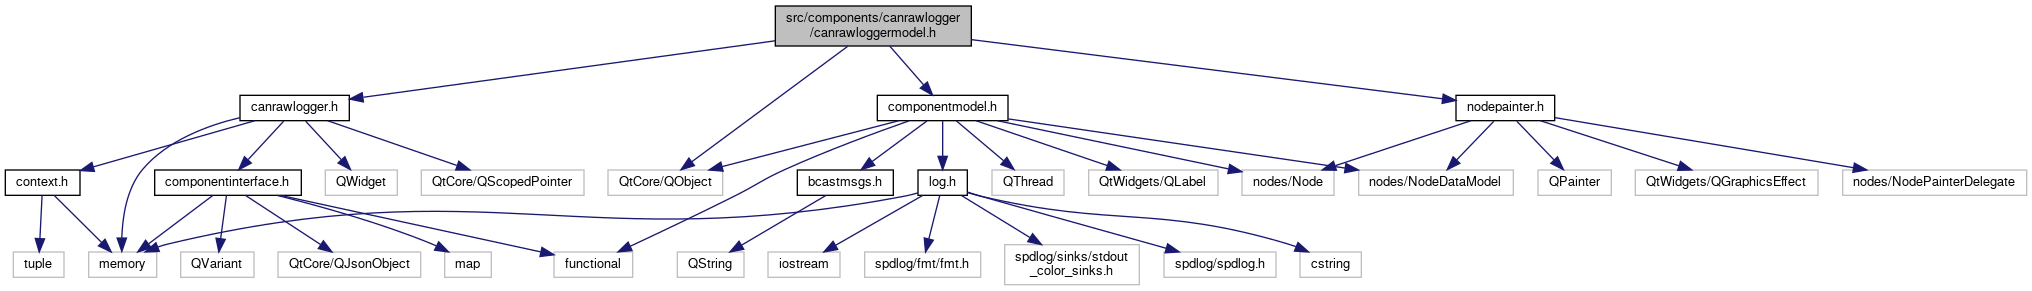 src/components/canrawlogger
/canrawloggermodel.h
canrawlogger.h
componentmodel.h
nodepainter.h
context.h
componentinterface.h
QWidget
QtCore/QScopedPointer
QtCore/QObject
bcastmsgs.h
log.h
QThread
QtWidgets/QLabel
nodes/Node
nodes/NodeDataModel
QPainter
QtWidgets/QGraphicsEffect
nodes/NodePainterDelegate
tuple
memory
QVariant
QtCore/QJsonObject
map
functional
QString
iostream
spdlog/fmt/fmt.h
spdlog/sinks/stdout
_color_sinks.h
spdlog/spdlog.h
cstring